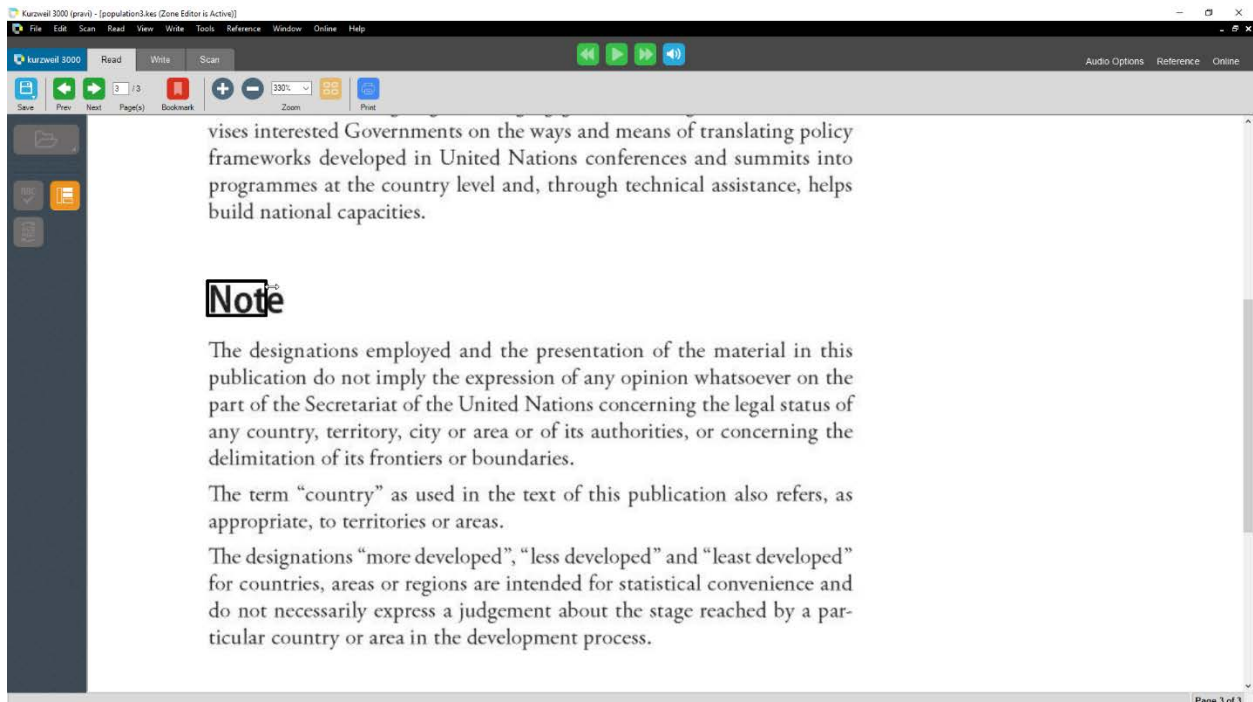 Kurzweil 3000 (pravi) - [population3.kes (Zone Editor is Active)]
File Edit Scan Read View Write Tools Reference Window Online Help
kurzweil 3000 Read Write Scan
Audio Options Reference Online
3 /3 330%
Save Prev Next Page(s) Bookmark Zoom Print
vises interested Governments on the ways and means of translating policy
frameworks developed in United Nations conferences and summits into
programmes at the country level and, through technical assistance, helps
build national capacities.
Note
The designations employed and the presentation of the material in this
publication do not imply the expression of any opinion whatsoever on the
part of the Secretariat of the United Nations concerning the legal status of
any country, territory, city or area or of its authorities, or concerning the
delimitation of its frontiers or boundaries.
The term “country” as used in the text of this publication also refers, as
appropriate, to territories or areas.
The designations “more developed”, “less developed” and “least developed”
for countries, areas or regions are intended for statistical convenience and
do not necessarily express a judgement about the stage reached by a par-
ticular country or area in the development process.
Page 3 of 3